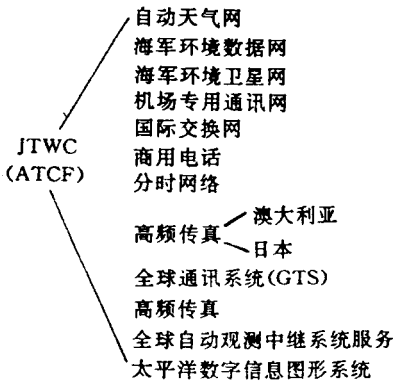 自动天气网
海军环境数据网
海军环境卫星网
机场专用通讯网
国际交换网
商用电话
分时网络
JTWC
(ATCF)
高频传真
澳大利亚
日本
全球通讯系统(GTS)
高频传真
全球自动观测中继系统服务
太平洋数字信息图形系统